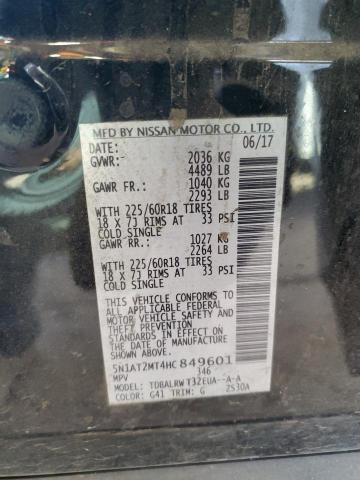 MFD BY NISSAN MOTOR CO., LTD.
DATE: 06/17
GVWR: 2036 KG
4489 LB
GAWR FR.: 1040 KG
2293 LB
WITH 225/60R18 TIRES
18 X 7J RIMS AT 33 PSI
COLD SINGLE
GAWR RR.: 1027 KG
2264 LB
WITH 225/60R18 TIRES
18 X 7J RIMS AT 33 PSI
COLD SINGLE
THIS VEHICLE CONFORMS TO
ALL APPLICABLE FEDERAL
MOTOR VEHICLE SAFETY
STANDARDS IN EFFECT ON
THE DATE OF MANUFACTURE
SHOWN ABOVE.
5N1AT2MT4HC849601
MPV 346
MODEL: TDBALRW T32EUA--A-A
COLOR: G41 TRIM: G 2530A